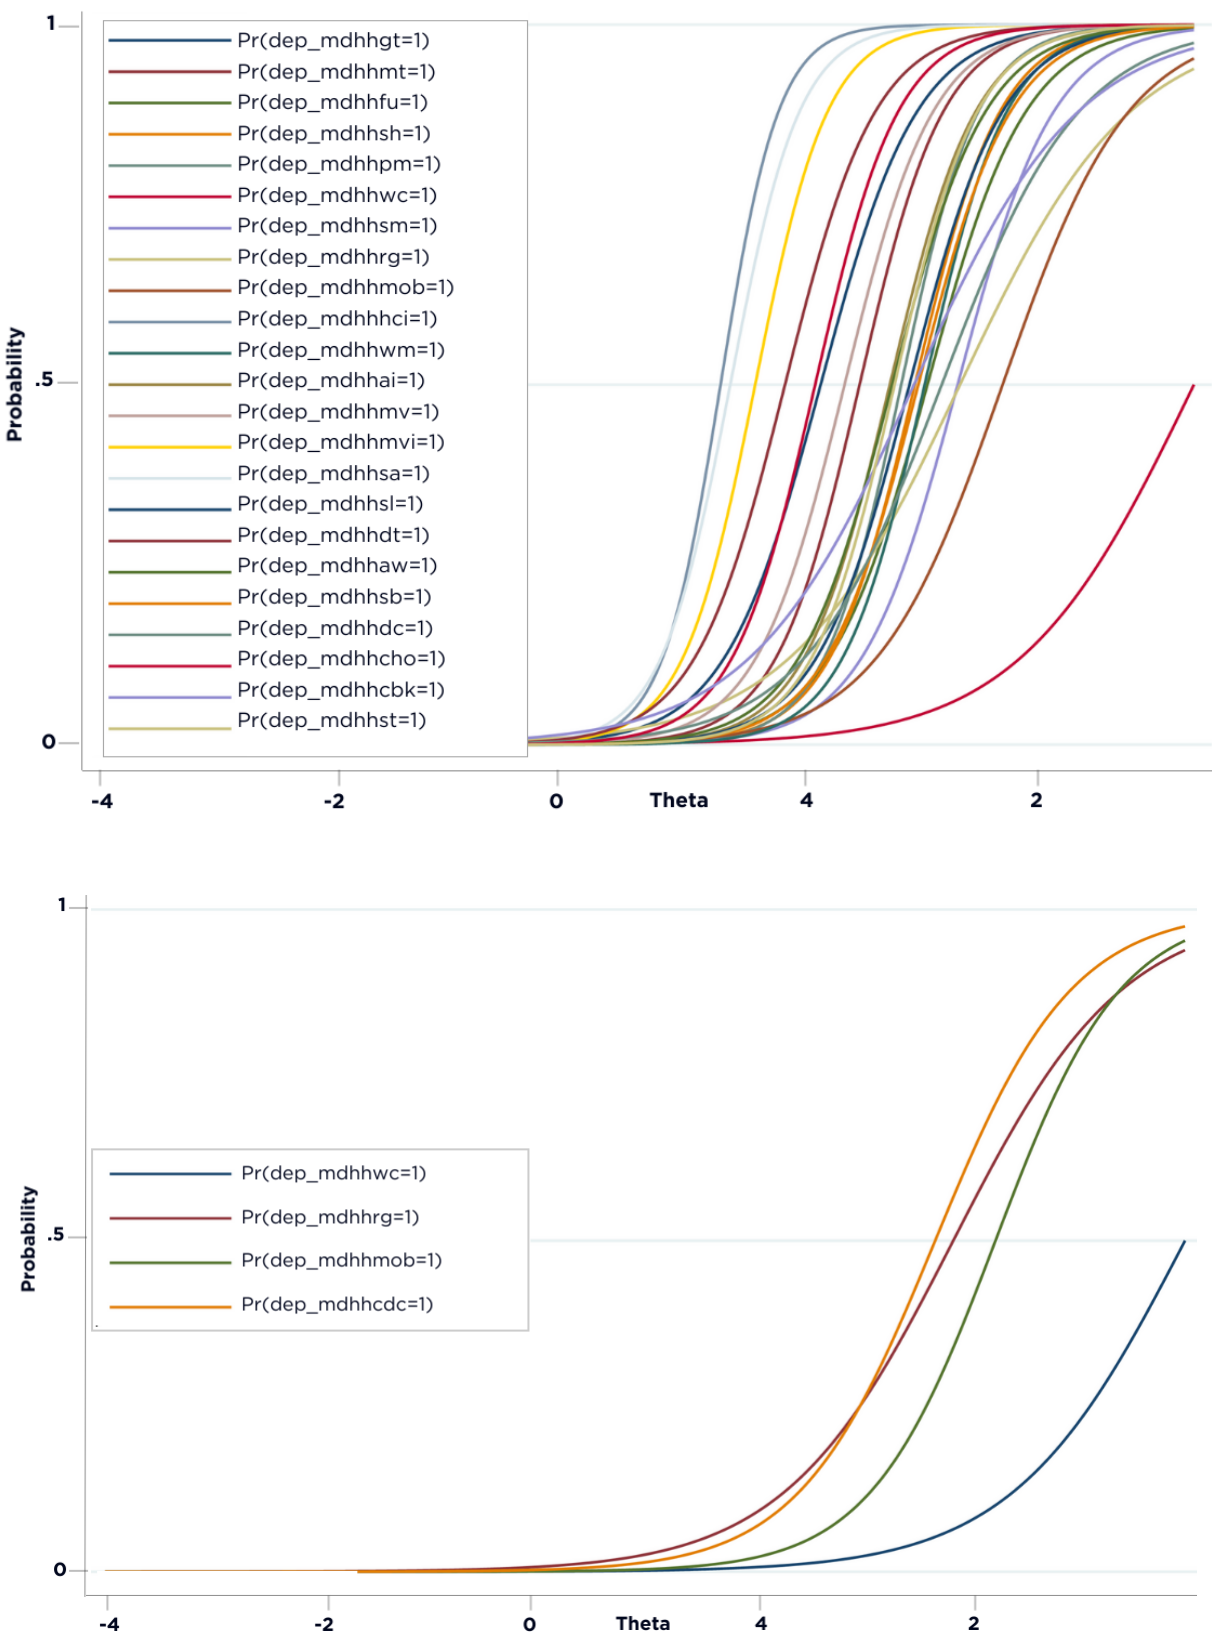 1
Pr(dep_mdhhgt=1)
Pr(dep_mdhhmt=1)
Pr(dep_mdhhfu=1)
Pr(dep_mdhhsh=1)
Pr(dep_mdhhpm=1)
Pr(dep_mdhhwc=1)
Pr(dep_mdhhsm=1)
Pr(dep_mdhhrg=1)
Pr(dep_mdhhmob=1)
Pr(dep_mdhhhci=1)
Pr(dep_mdhhwm=1)
.5
Pr(dep_mdhhai=1)
Probability
Pr(dep_mdhhmv=1)
Pr(dep_mdhhmvi=1)
Pr(dep_mdhhsa=1)
Pr(dep_mdhhsl=1)
Pr(dep_mdhhdt=1)
Pr(dep_mdhhaw=1)
Pr(dep_mdhhsb=1)
Pr(dep_mdhhdc=1)
Pr(dep_mdhhcho=1)
Pr(dep_mdhhcbk=1)
Pr(dep_mdhhst=1)
0
-4 -2 0 Theta 4 2
1
Pr(dep_mdhhwc=1)
Pr(dep_mdhhrg=1)
.5
Probability
Pr(dep_mdhhmob=1)
Pr(dep_mdhhcdc=1)
0
-4 -2 0 Theta 4 2